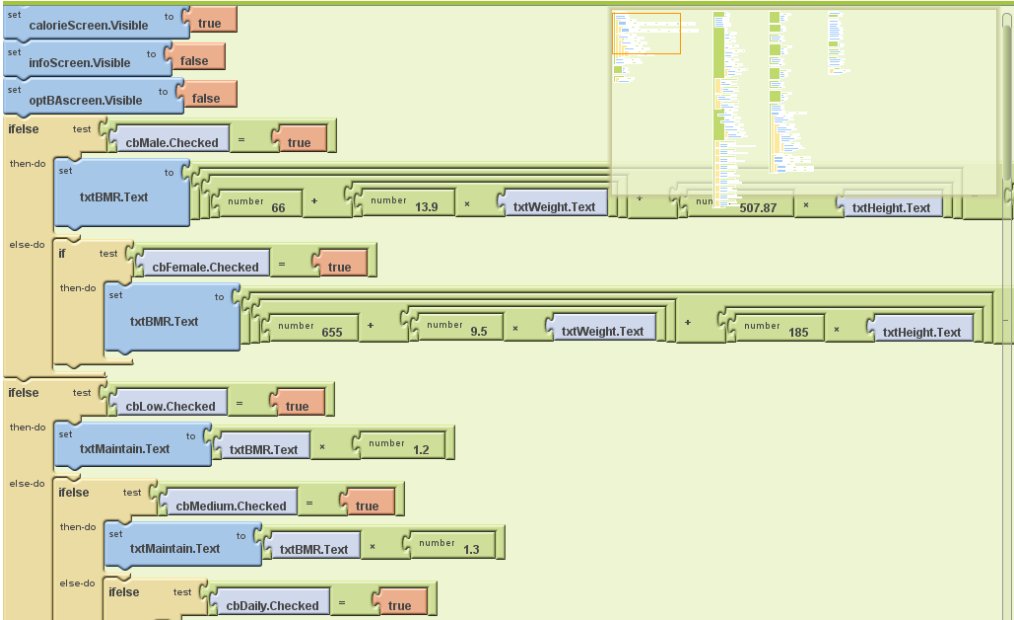 set calorieScreen.Visible to true
set infoScreen.Visible to false
set optBAscreen.Visible to false
ifelse test cbMale.Checked = true
then-do set txtBMR.Text to number 66 + number 13.9 × txtWeight.Text + num 507.87 × txtHeight.Text
else-do if test cbFemale.Checked = true
then-do set txtBMR.Text to number 655 + number 9.5 × txtWeight.Text + number 185 × txtHeight.Text
ifelse test cbLow.Checked = true
then-do set txtMaintain.Text to txtBMR.Text × number 1.2
else-do ifelse test cbMedium.Checked = true
then-do set txtMaintain.Text to txtBMR.Text × number 1.3
else-do ifelse test cbDaily.Checked = true